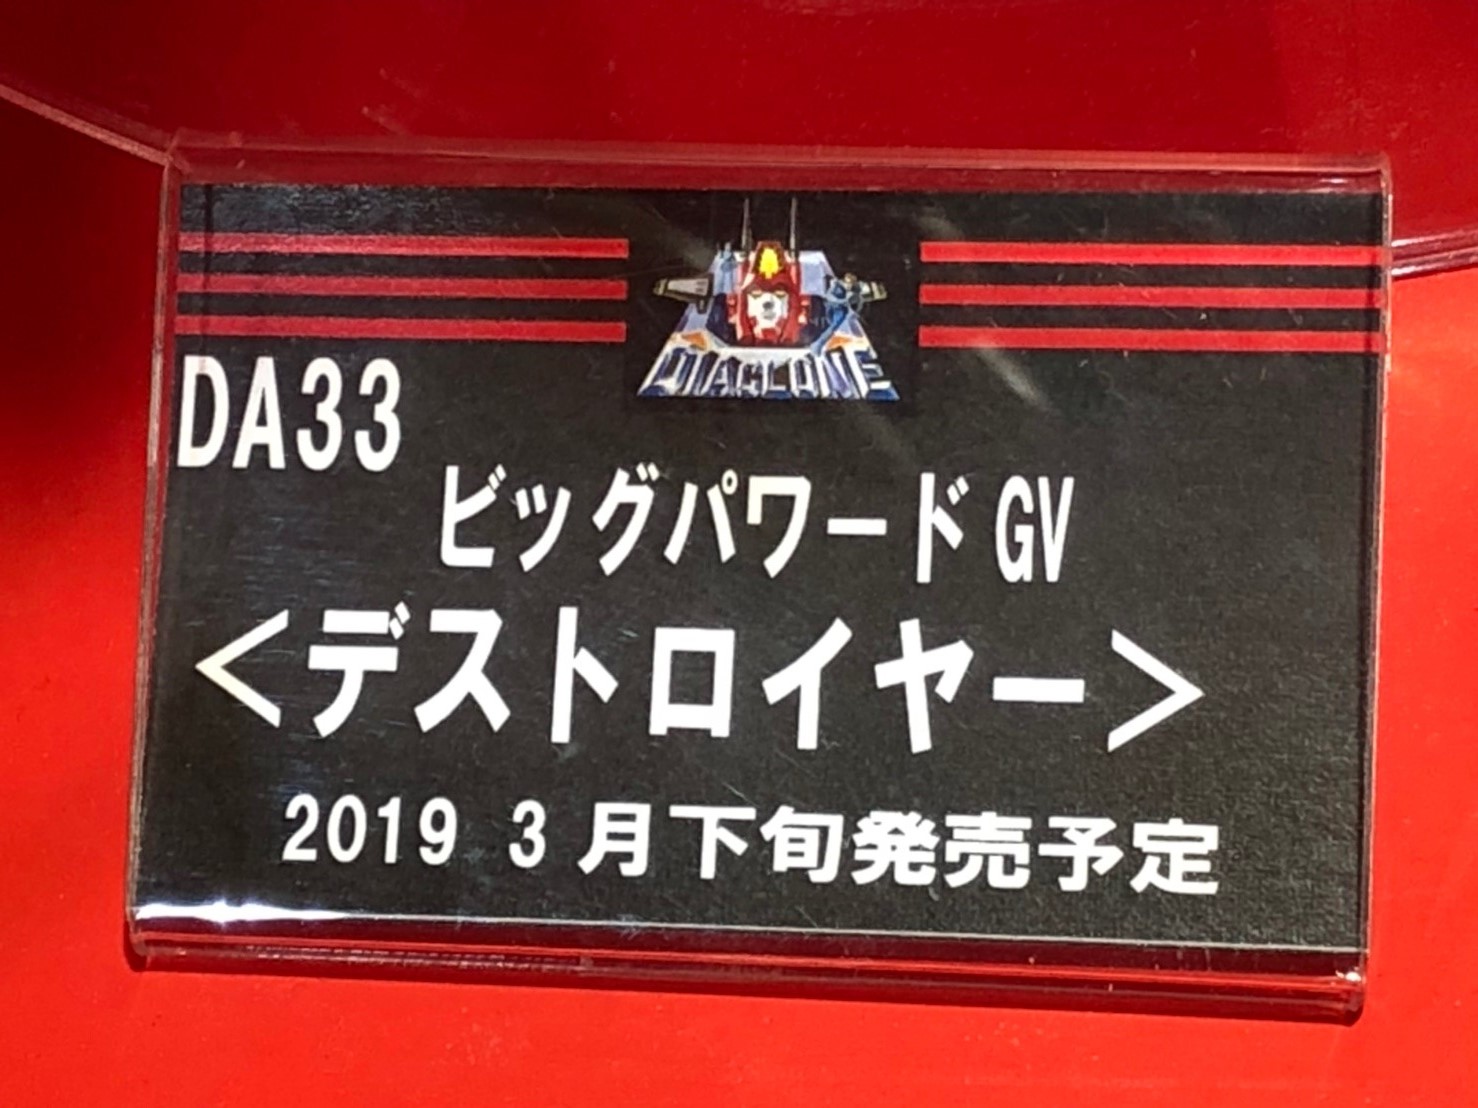 DIACLONE
DA33
ビッグパワードGV
<デストロイヤー>
2019 3月下旬発売予定